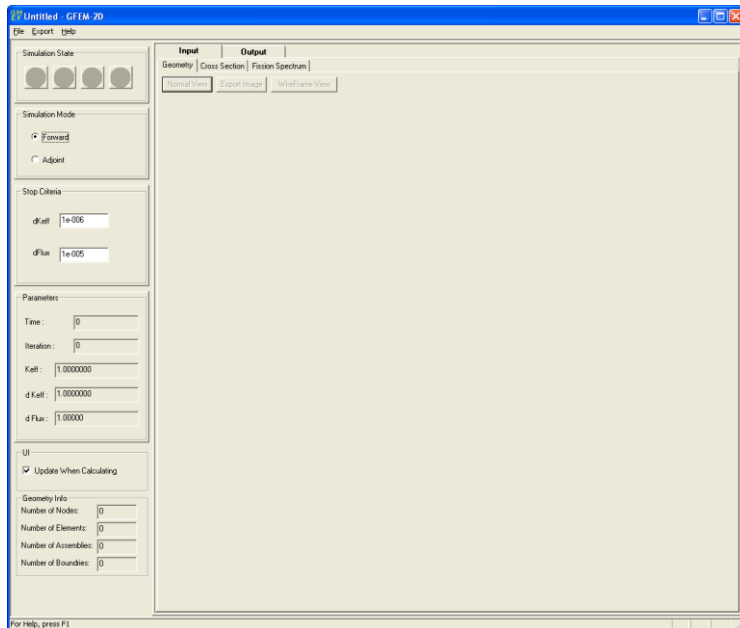 Untitled - GFEM-2D
File Export Help
Simulation State
Simulation Mode
Forward
Adjoint
Stop Criteria
dKeff 1e-006
dFlux 1e-005
Parameters
Time : 0
Iteration : 0
Keff : 1.0000000
d Keff : 1.0000000
d Flux : 1.00000
UI
Update When Calculating
Geometry Info
Number of Nodes: 0
Number of Elements: 0
Number of Assemblies: 0
Number of Boundries: 0
Input Output
Geometry Cross Section Fission Spectrum
Normal View Export Image WireFrame View
For Help, press F1